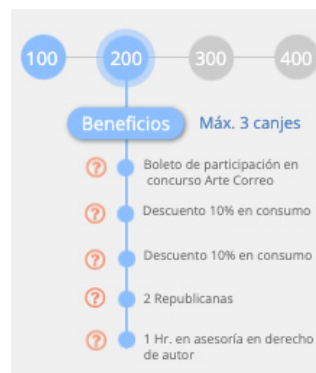 100 200 300 400
Beneficios Máx. 3 canjes
? Boleto de participación en
concurso Arte Correo
? Descuento 10% en consumo
? Descuento 10% en consumo
? 2 Republicanas
? 1 Hr. en asesoría en derecho
de autor